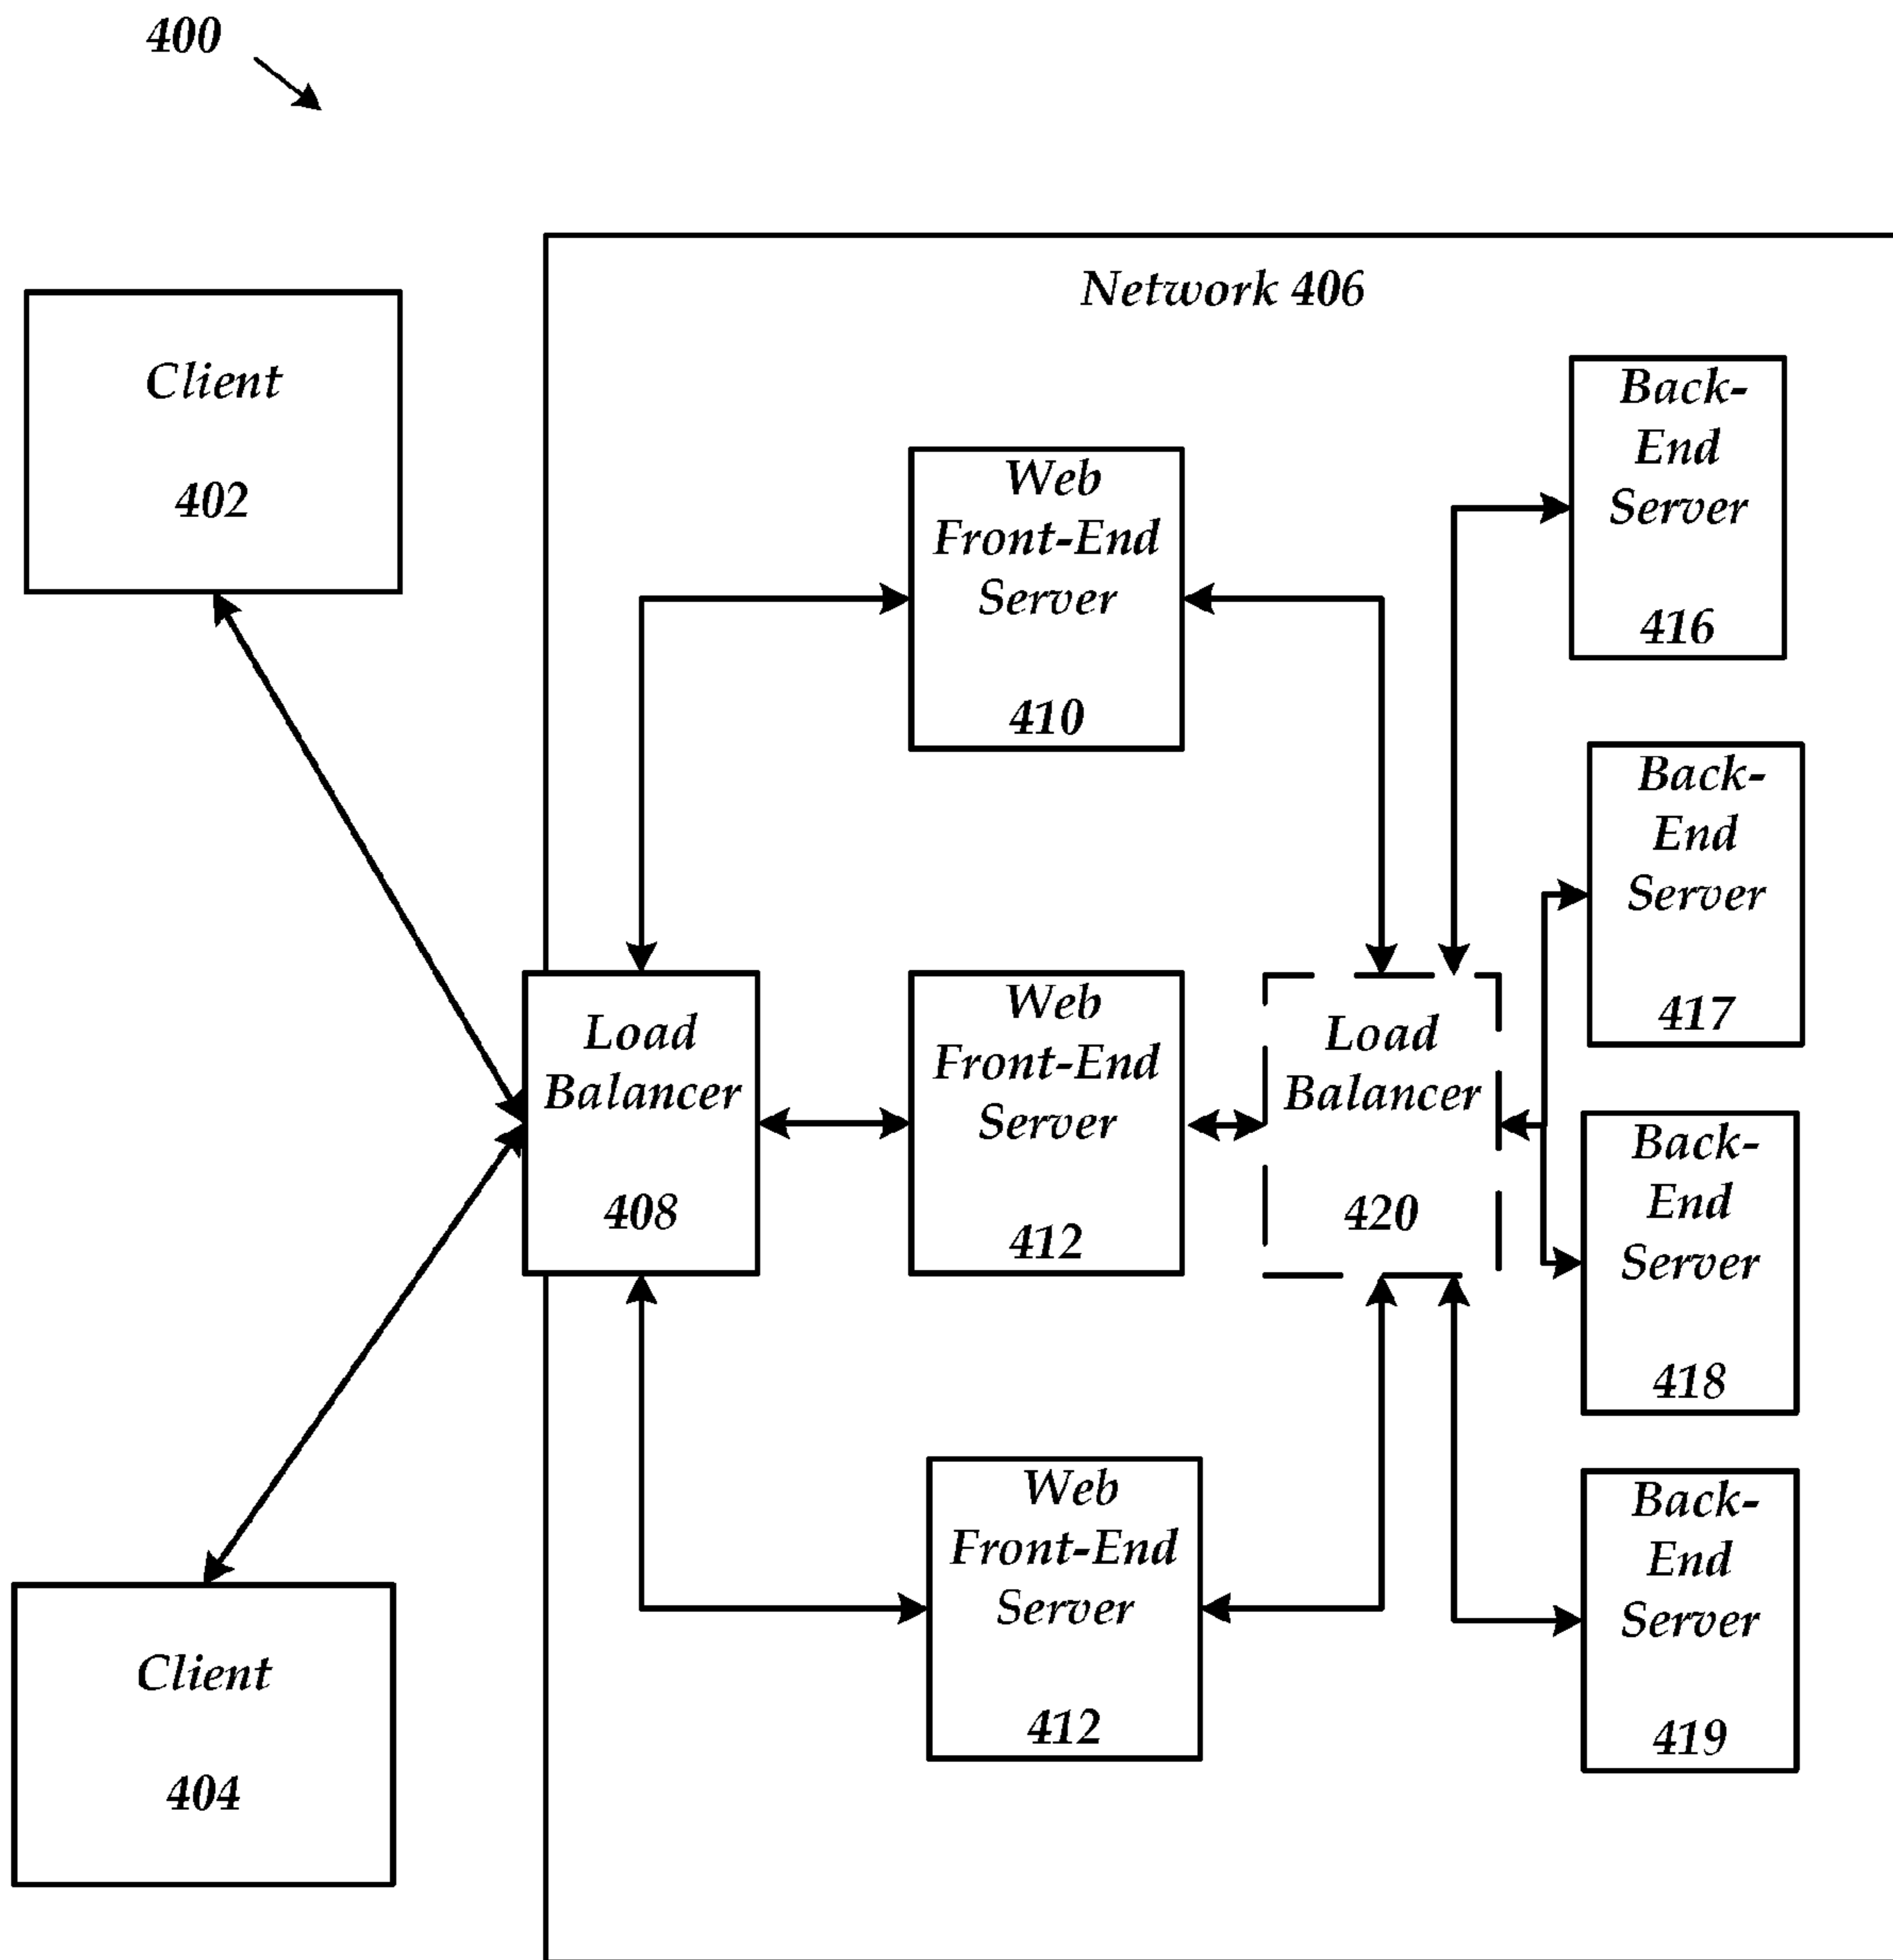 400
Network 406
Client
402
Back-
End
Server
416
Web
Front-End
Server
410
Back-
End
Server
417
Load
Balancer
408
Web
Front-End
Server
412
Load
Balancer
420
Back-
End
Server
418
Web
Front-End
Server
412
Back-
End
Server
419
Client
404